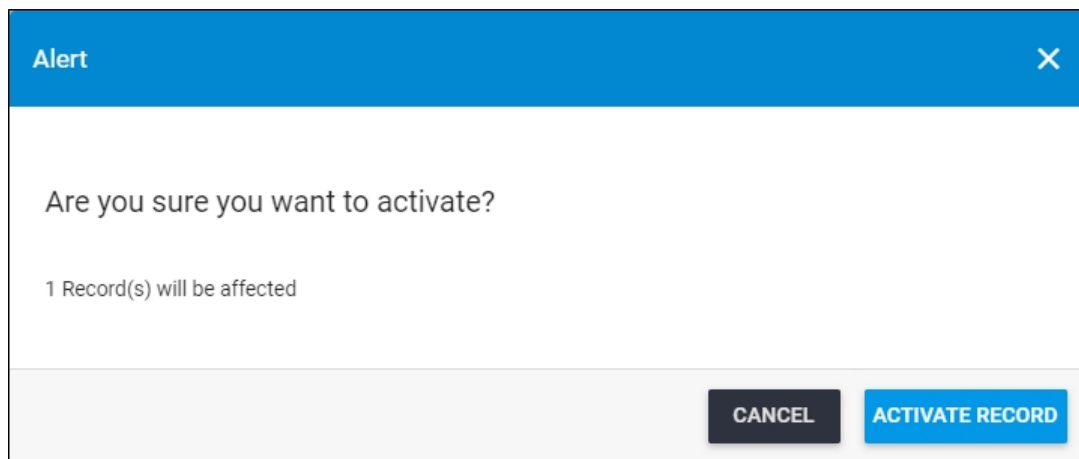 Alert
Are you sure you want to activate?
1 Record(s) will be affected
CANCEL
ACTIVATE RECORD